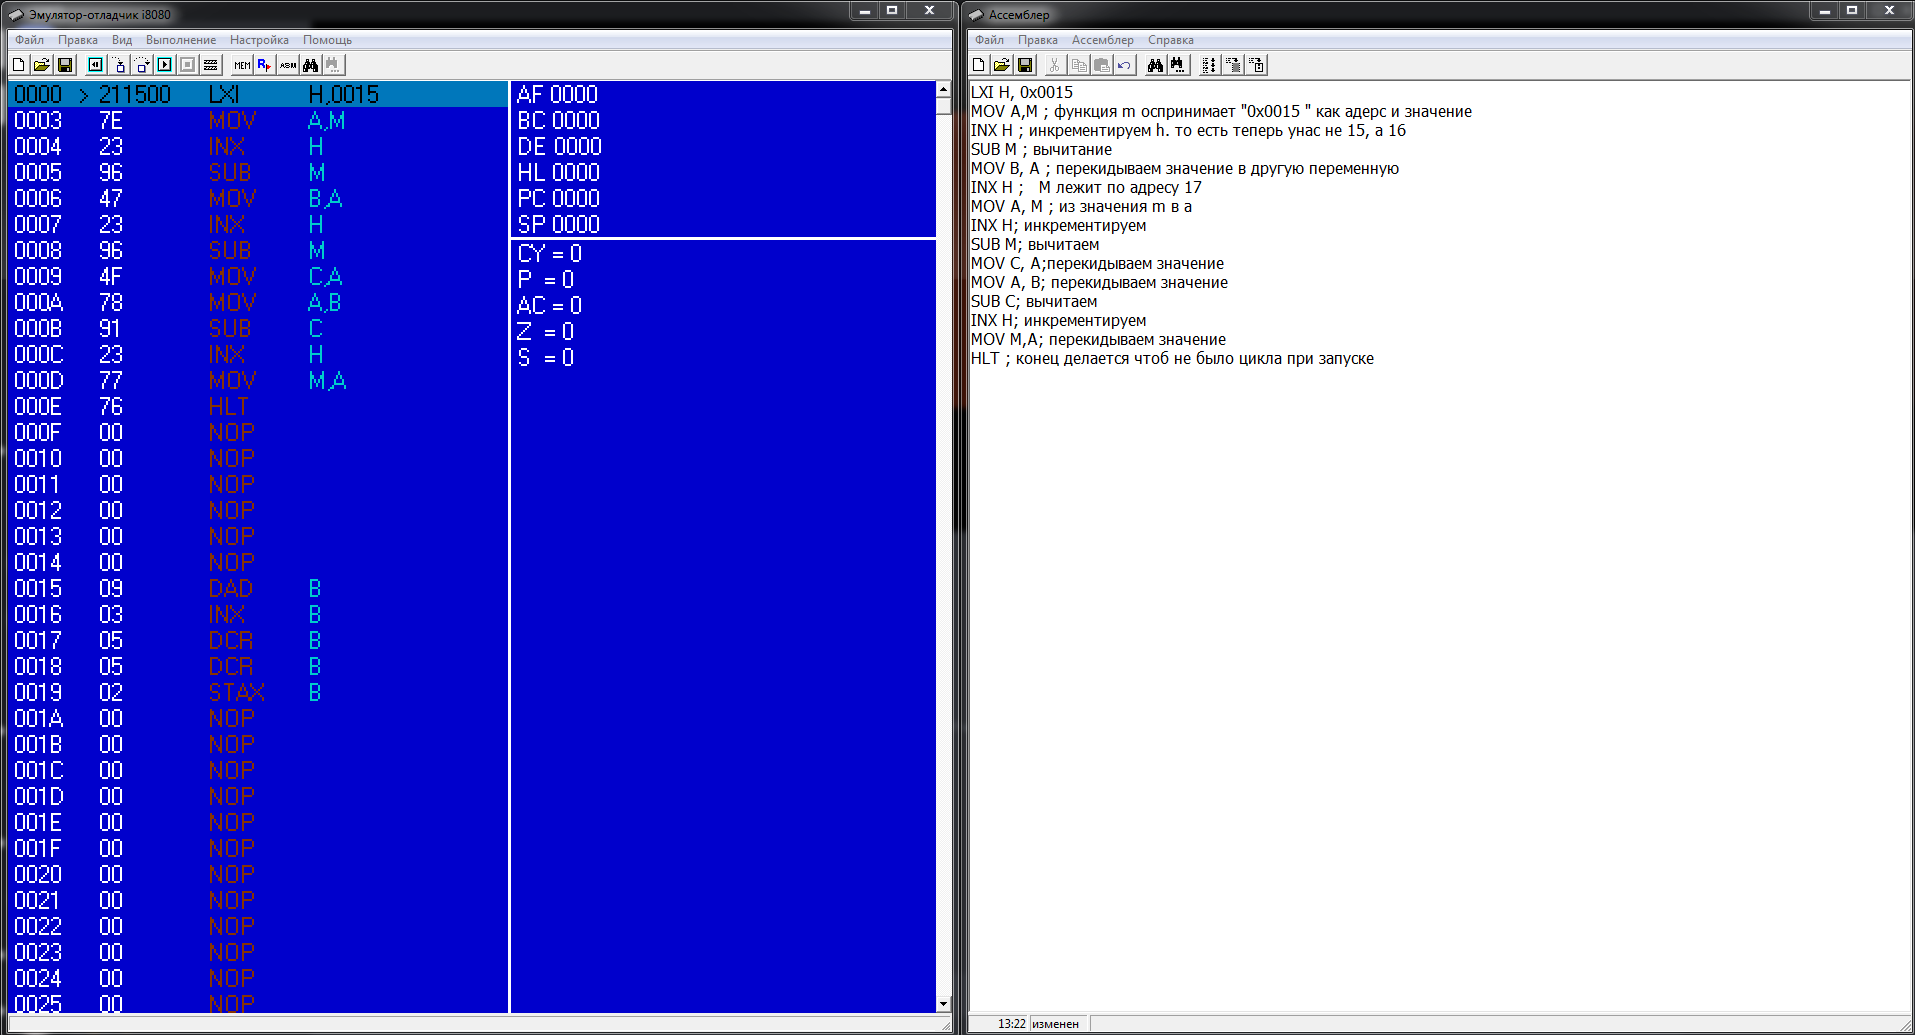 Эмулятор-отладчик i8080
Файл Правка Вид Выполнение Настройка Помощь
MEM R ASM
0000 > 211500 LXI H,0015
0003 7E MOV A,M
0004 23 INX H
0005 96 SUB M
0006 47 MOV B,A
0007 23 INX H
0008 96 SUB M
0009 4F MOV C,A
000A 78 MOV A,B
000B 91 SUB C
000C 23 INX H
000D 77 MOV M,A
000E 76 HLT
000F 00 NOP
0010 00 NOP
0011 00 NOP
0012 00 NOP
0013 00 NOP
0014 00 NOP
0015 09 DAD B
0016 03 INX B
0017 05 DCR B
0018 05 DCR B
0019 02 STAX B
001A 00 NOP
001B 00 NOP
001C 00 NOP
001D 00 NOP
001E 00 NOP
001F 00 NOP
0020 00 NOP
0021 00 NOP
0022 00 NOP
0023 00 NOP
0024 00 NOP
0025 00 NOP
AF 0000
BC 0000
DE 0000
HL 0000
PC 0000
SP 0000
CY = 0
P = 0
AC = 0
Z = 0
S = 0
Ассемблер
Файл Правка Ассемблер Справка
LXI H, 0x0015
MOV A,M ; функция m оспринимает "0x0015 " как адерс и значение
INX H ; инкрементируем h. то есть теперь унас не 15, а 16
SUB M ; вычитание
MOV B, A ; перекидываем значение в другую переменную
INX H ; M лежит по адресу 17
MOV A, M ; из значения m в a
INX H; инкрементируем
SUB M; вычитаем
MOV C, A;перекидываем значение
MOV A, B; перекидываем значение
SUB C; вычитаем
INX H; инкрементируем
MOV M,A; перекидываем значение
HLT ; конец делается чтоб не было цикла при запуске
13:22 изменен